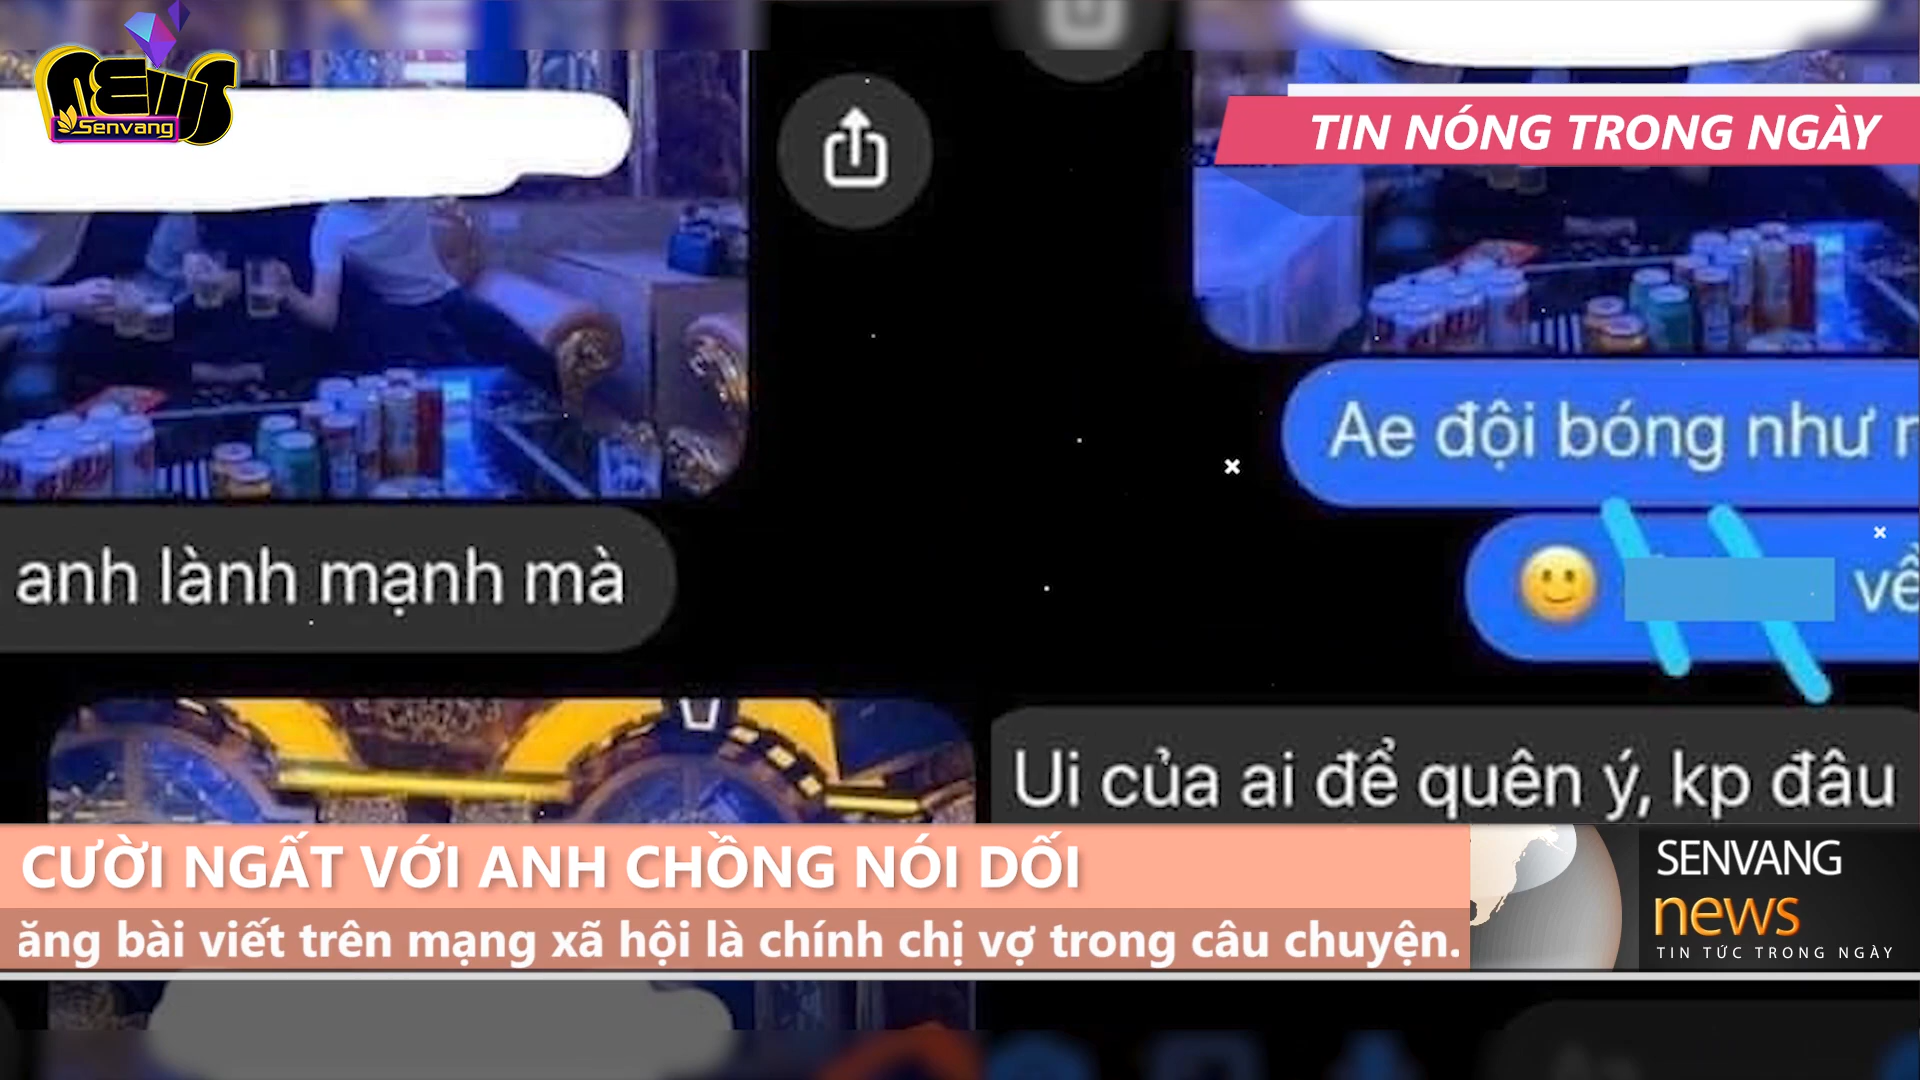 news
Senvang
TIN NÓNG TRONG NGÀY
Ae đội bóng như
anh lành mạnh mà
về
Ui của ai để quên ý, kp đâu
CƯỜI NGẤT VỚI ANH CHỒNG NÓI DỐI
ăng bài viết trên mạng xã hội là chính chị vợ trong câu chuyện.
SENVANG
news
TIN TỨC TRONG NGÀY